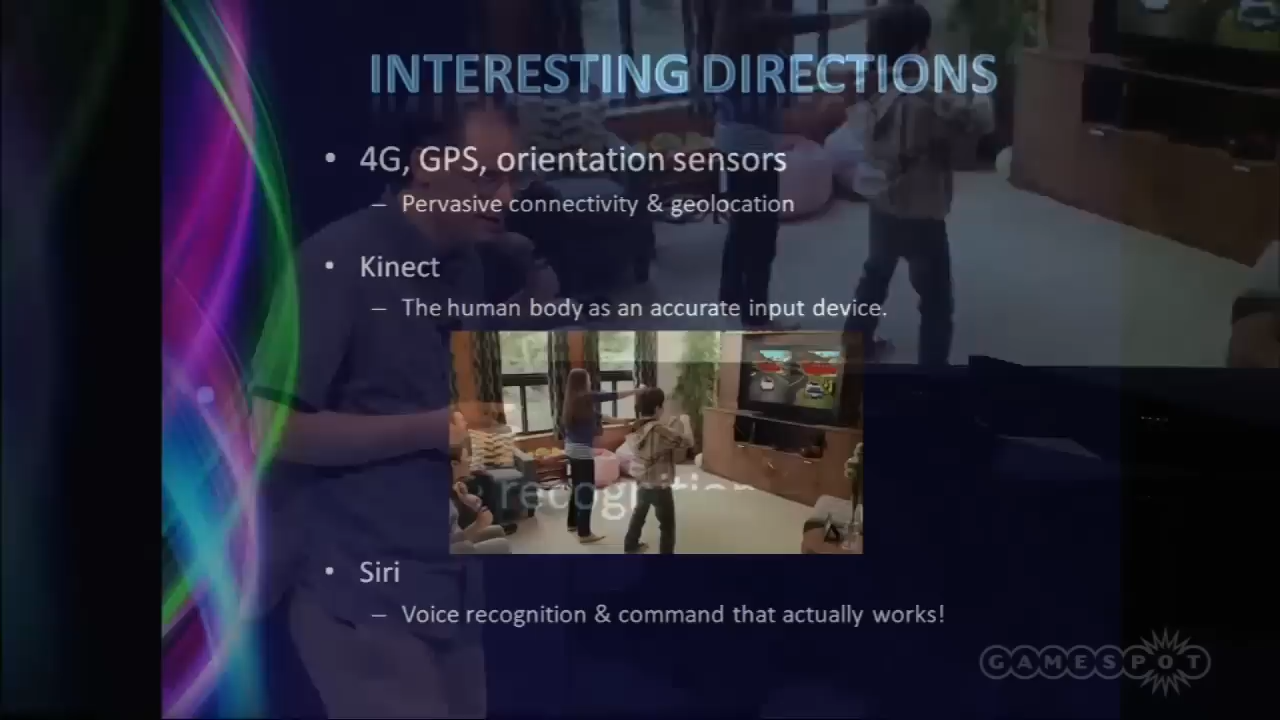 INTERESTING DIRECTIONS
• 4G, GPS, orientation sensors
– Pervasive connectivity & geolocation
• Kinect
– The human body as an accurate input device.
recognition
• Siri
– Voice recognition & command that actually works!
GAMESPOT